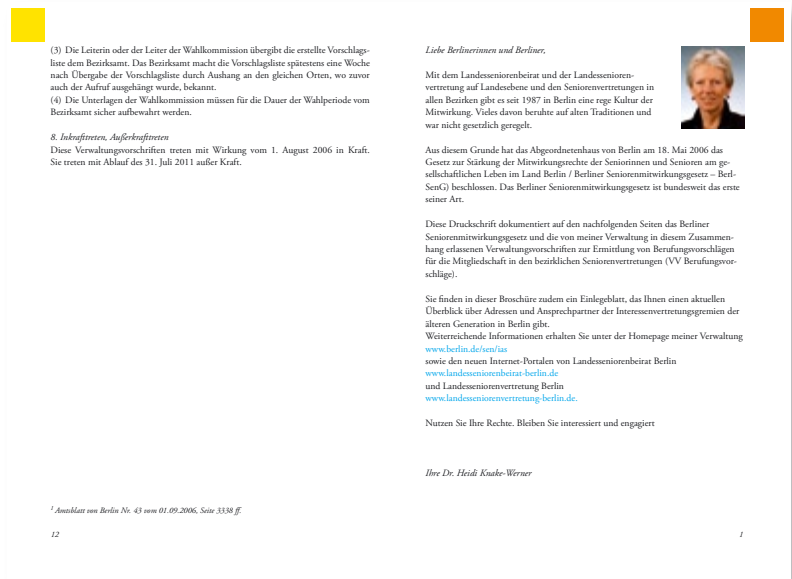 (3) Die Leiterin oder der Leiter der Wahlkommission übergibt die erstellte Vorschlags-
liste dem Bezirksamt. Das Bezirksamt macht die Vorschlagsliste spätestens eine Woche
nach Übergabe der Vorschlagsliste durch Aushang an den gleichen Orten, wo zuvor
auch der Aufruf ausgehängt wurde, bekannt.
(4) Die Unterlagen der Wahlkommission müssen für die Dauer der Wahlperiode vom
Bezirksamt sicher aufbewahrt werden.
8. Inkrafttreten, Außerkrafttreten
Diese Verwaltungsvorschriften treten mit Wirkung vom 1. August 2006 in Kraft.
Sie treten mit Ablauf des 31. Juli 2011 außer Kraft.
1 Amtsblatt von Berlin Nr. 43 vom 01.09.2006, Seite 3338 ff.
12
Liebe Berlinerinnen und Berliner,
Mit dem Landesseniorenbeirat und der Landessenioren-
vertretung auf Landesebene und den Seniorenvertretungen in
allen Bezirken gibt es seit 1987 in Berlin eine rege Kultur der
Mitwirkung. Vieles davon beruhte auf alten Traditionen und
war nicht gesetzlich geregelt.
Aus diesem Grunde hat das Abgeordnetenhaus von Berlin am 18. Mai 2006 das
Gesetz zur Stärkung der Mitwirkungsrechte der Seniorinnen und Senioren am ge-
sellschaftlichen Leben im Land Berlin / Berliner Seniorenmitwirkungsgesetz – Berl-
SenG) beschlossen. Das Berliner Seniorenmitwirkungsgesetz ist bundesweit das erste
seiner Art.
Diese Druckschrift dokumentiert auf den nachfolgenden Seiten das Berliner
Seniorenmitwirkungsgesetz und die von meiner Verwaltung in diesem Zusammen-
hang erlassenen Verwaltungsvorschriften zur Ermittlung von Berufungsvorschlägen
für die Mitgliedschaft in den bezirklichen Seniorenvertretungen (VV Berufungsvor-
schläge).
Sie finden in dieser Broschüre zudem ein Einlegeblatt, das Ihnen einen aktuellen
Überblick über Adressen und Ansprechpartner der Interessenvertretungsgremien der
älteren Generation in Berlin gibt.
Weiterreichende Informationen erhalten Sie unter der Homepage meiner Verwaltung
www.berlin.de/sen/ias
sowie den neuen Internet-Portalen von Landesseniorenbeirat Berlin
www.landesseniorenbeirat-berlin.de
und Landesseniorenvertretung Berlin
www.landesseniorenvertretung-berlin.de.
Nutzen Sie Ihre Rechte. Bleiben Sie interessiert und engagiert
Ihre Dr. Heidi Knake-Werner
1